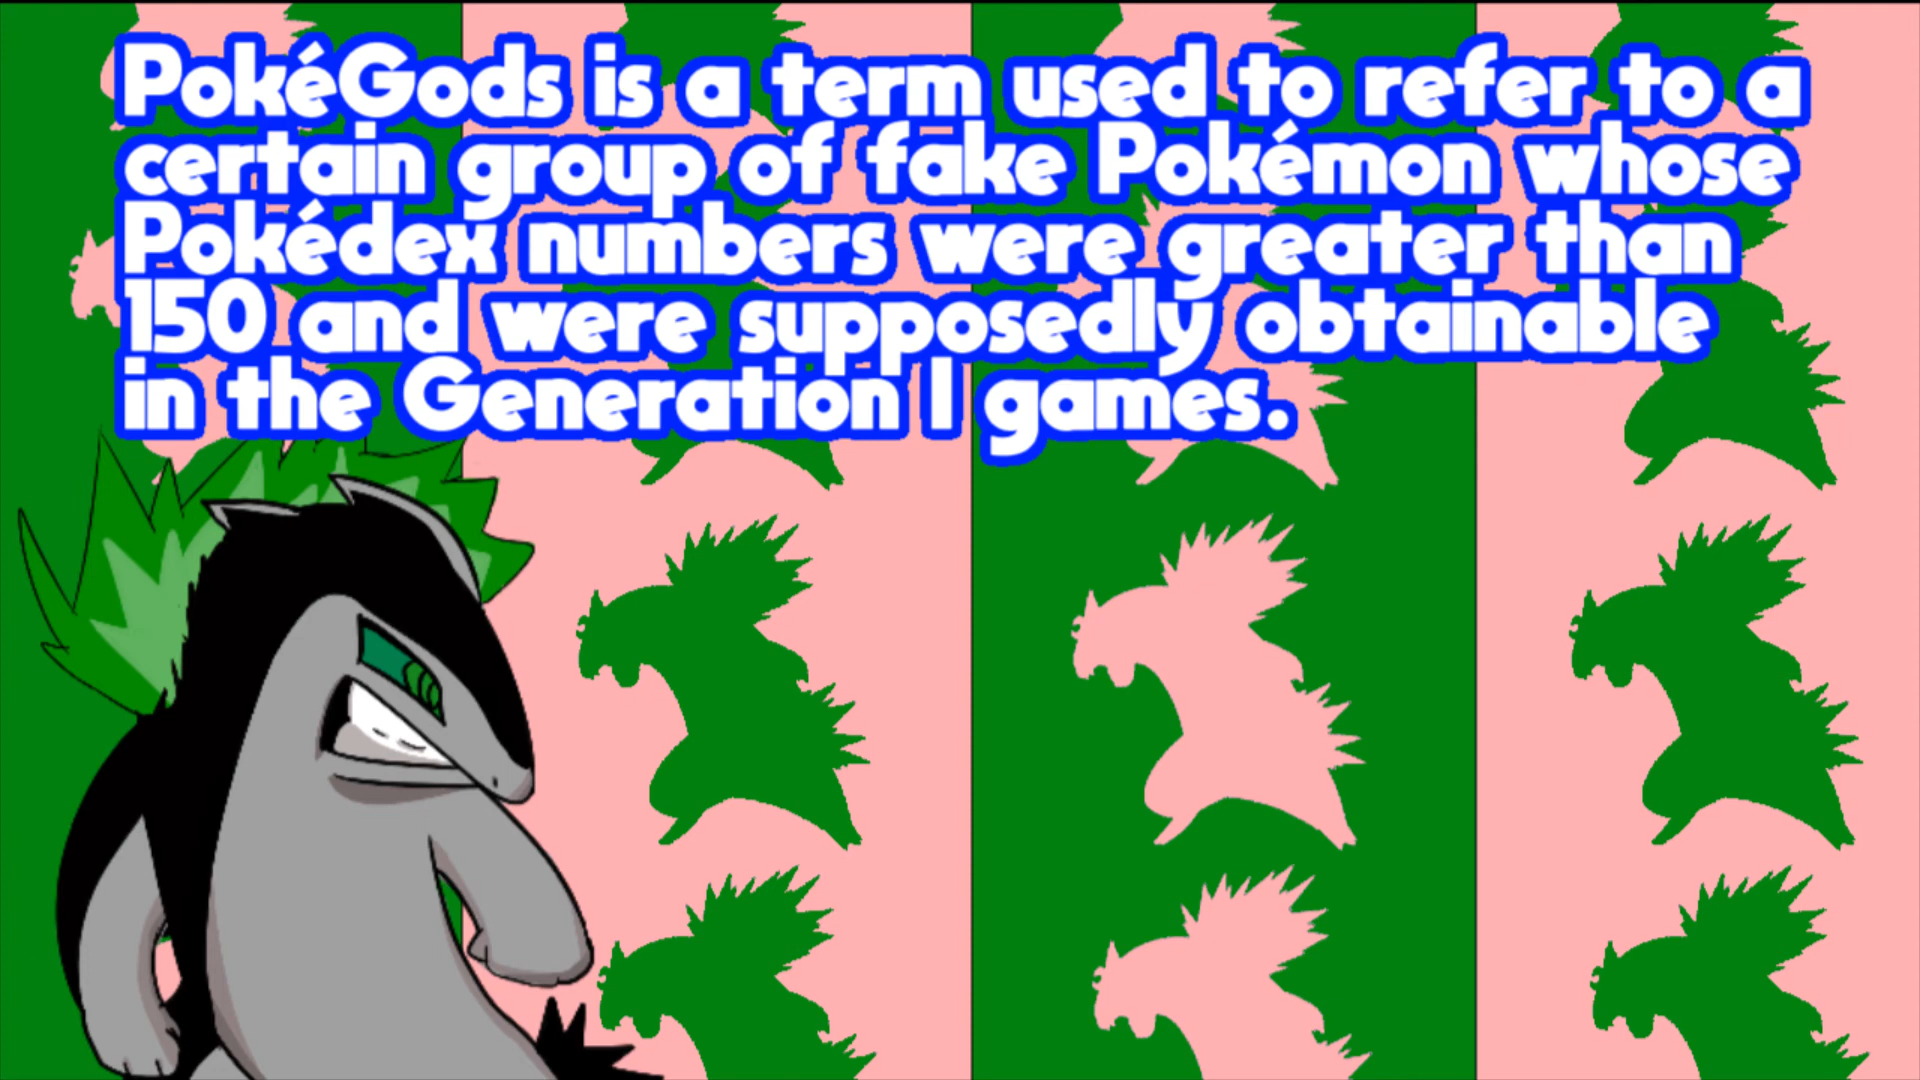 PokéGods is a term used to refer to a
certain group of fake Pokémon whose
Pokédex numbers were greater than
150 and were supposedly obtainable
in the Generation I games.